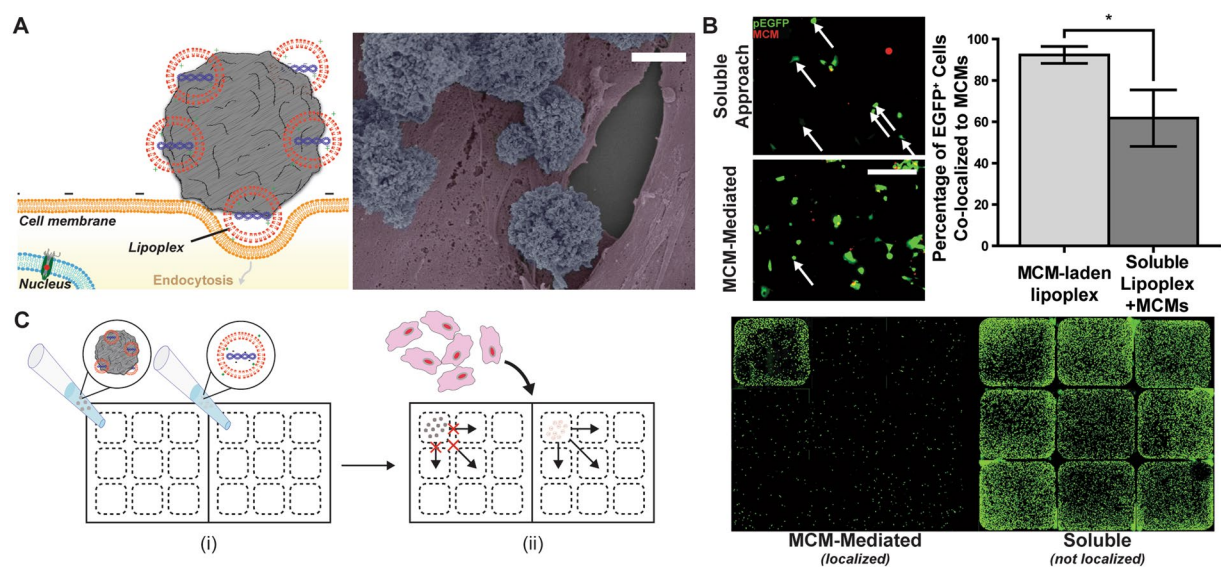 A
Cell membrane
Lipoplex
Endocytosis
Nucleus
B
Soluble
Approach
pEGFP
MCM
MCM-Mediated
Percentage of EGFP+ Cells
Co-localized to MCMs
100
80
60
40
20
0
*
MCM-laden
lipoplex
Soluble
Lipoplex
+MCMs
C
(i)
(ii)
MCM-Mediated
(localized)
Soluble
(not localized)